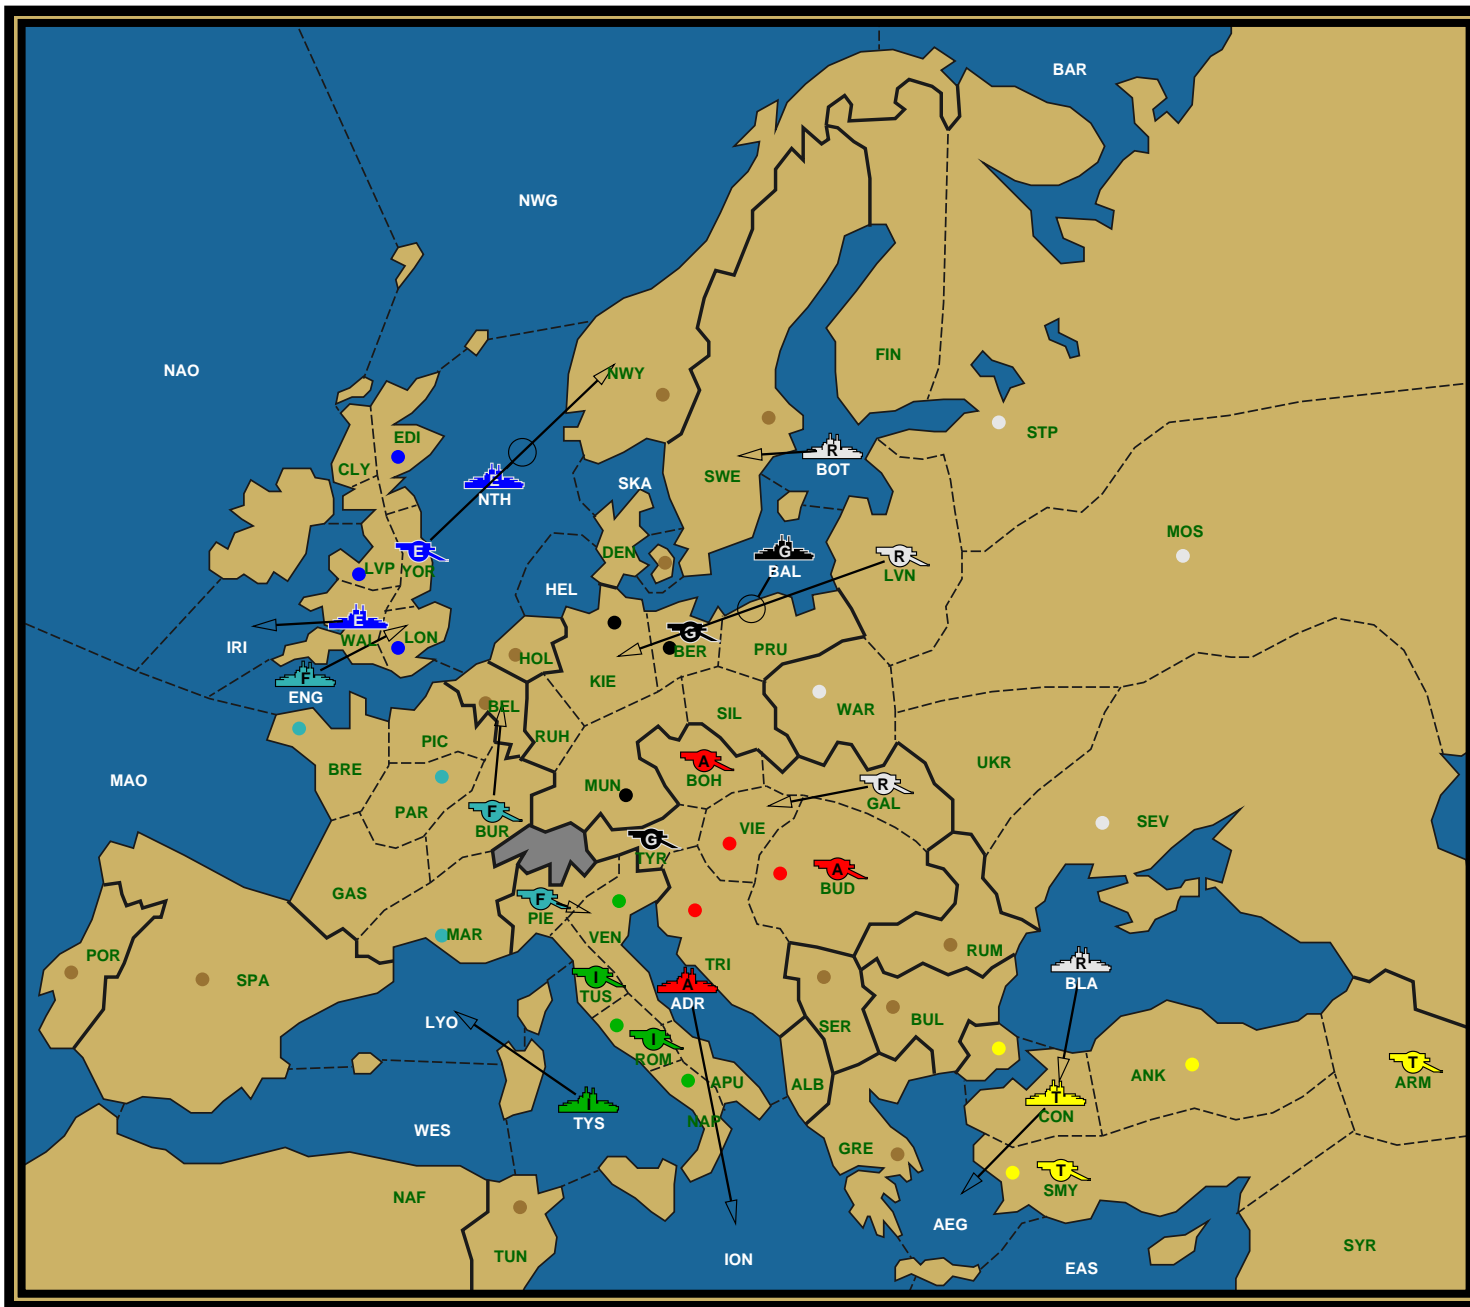 BAR
NWG
NAO
FIN
NWY
STP
EDI
CLY
R
SWE
BOT
SKA
E
NTH
MOS
DEN
G
BAL
R
LVN
E
YOR
LVP
HEL
IRI
E
WAL
LON
G
BER
PRU
HOL
KIE
F
ENG
BEL
SIL
WAR
RUH
PIC
BRE
UKR
MAO
A
BOH
MUN
R
GAL
PAR
F
BUR
VIE
SEV
G
TYR
A
BUD
GAS
F
PIE
MAR
VEN
POR
SPA
TRI
RUM
R
BLA
I
TUS
A
ADR
LYO
SER
BUL
I
ROM
APU
ALB
ANK
T
ARM
I
TYS
T
CON
WES
NAP
GRE
T
SMY
NAF
AEG
TUN
ION
SYR
EAS